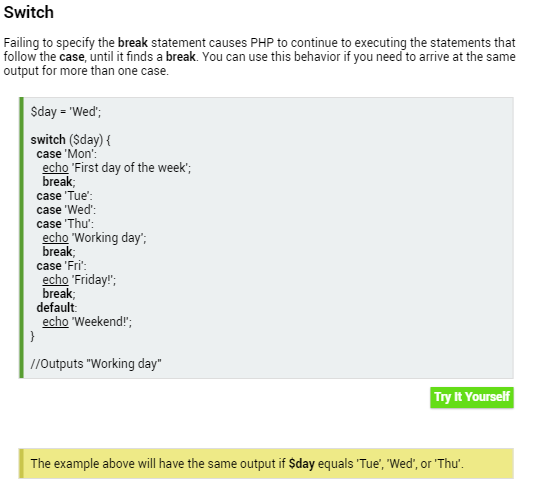 Switch
Failing to specify the break statement causes PHP to continue to executing the statements that
follow the case, until it finds a break. You can use this behavior if you need to arrive at the same
output for more than one case.
$day = 'Wed';
switch ($day) {
case 'Mon':
echo 'First day of the week';
break;
case 'Tue':
case 'Wed':
case 'Thu':
echo 'Working day';
break;
case 'Fri':
echo 'Friday!';
break;
default:
echo 'Weekend!';
}
//Outputs "Working day"
Try It Yourself
The example above will have the same output if $day equals 'Tue', 'Wed', or 'Thu'.